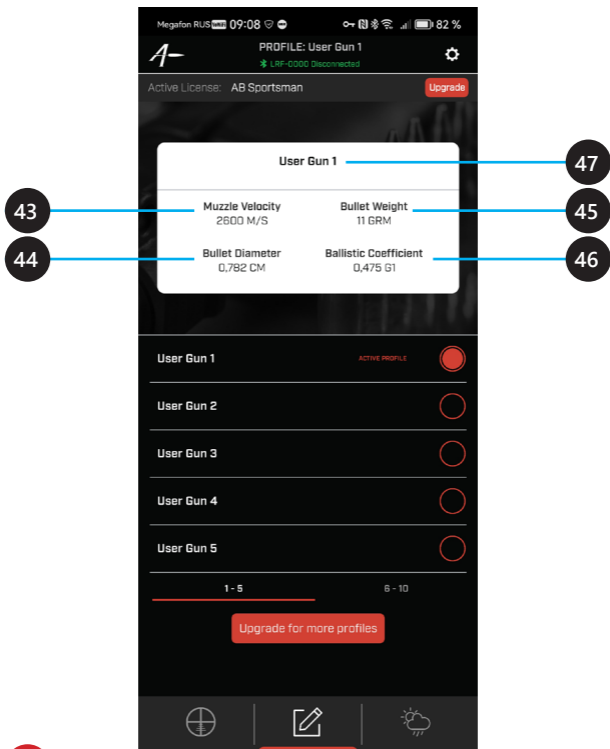 Megafon RUS 09:08 82 %
PROFILE: User Gun 1
LRF-0000 Disconnected
Active License: AB Sportsman
Upgrade
User Gun 1
47
43
Muzzle Velocity
2600 M/S
Bullet Weight
11 GRM
45
44
Bullet Diameter
0,782 CM
Ballistic Coefficient
0,475 G1
46
User Gun 1 ACTIVE PROFILE
User Gun 2
User Gun 3
User Gun 4
User Gun 5
1 - 5
6 - 10
Upgrade for more profiles